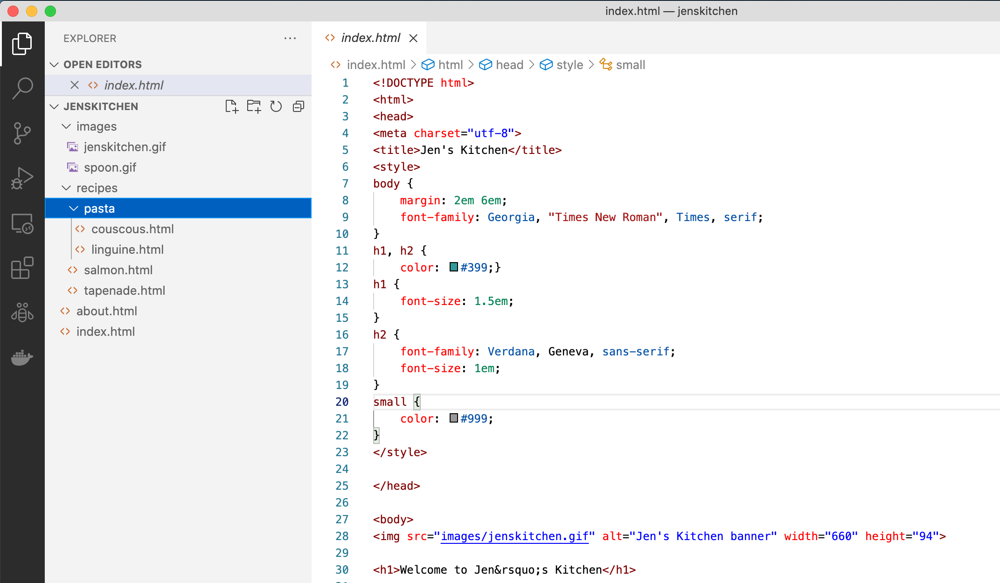 index.html — jenskitchen
EXPLORER
OPEN EDITORS
index.html
JENSKITCHEN
images
jenskitchen.gif
spoon.gif
recipes
pasta
couscous.html
linguine.html
salmon.html
tapenade.html
about.html
index.html
index.html
index.html > html > head > style > small
1 <!DOCTYPE html>
2 <html>
3 <head>
4 <meta charset="utf-8">
5 <title>Jen's Kitchen</title>
6 <style>
7 body {
8     margin: 2em 6em;
9     font-family: Georgia, "Times New Roman", Times, serif;
10 }
11 h1, h2 {
12     color: #399;}
13 h1 {
14     font-size: 1.5em;
15 }
16 h2 {
17     font-family: Verdana, Geneva, sans-serif;
18     font-size: 1em;
19 }
20 small {
21     color: #999;
22 }
23 </style>
24
25 </head>
26
27 <body>
28 <img src="images/jenskitchen.gif" alt="Jen's Kitchen banner" width="660" height="94">
29
30 <h1>Welcome to Jen&rsquo;s Kitchen</h1>